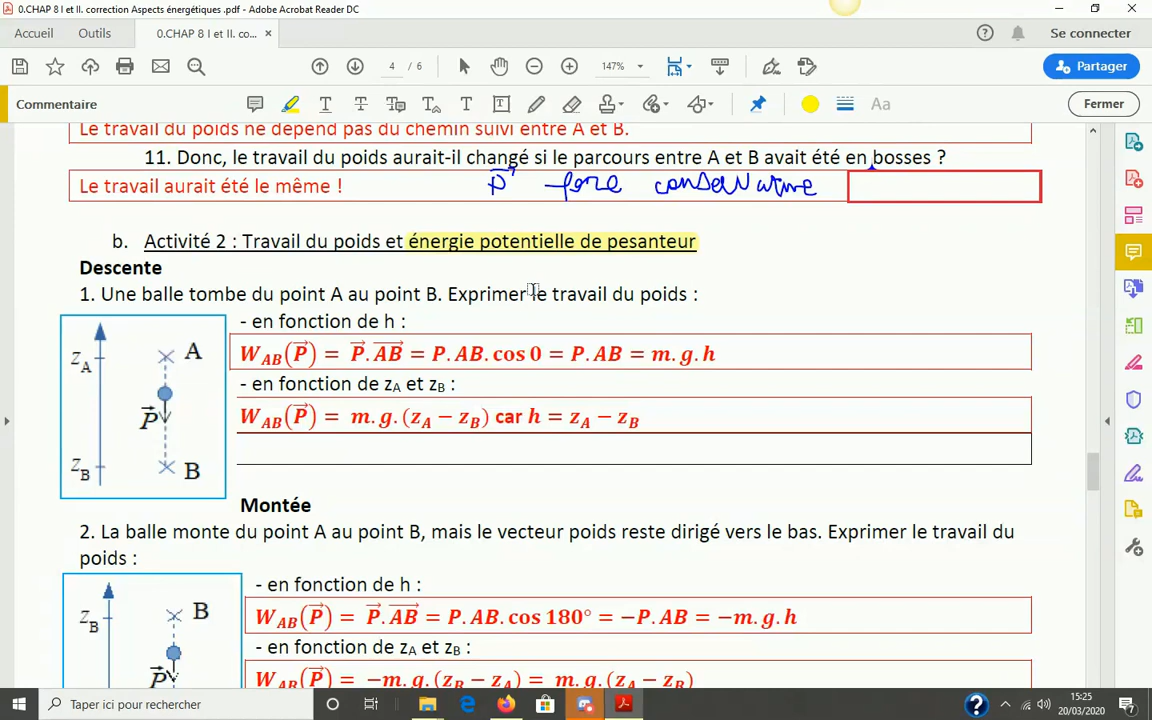 0.CHAP 8 I et II. correction Aspects énergétiques .pdf - Adobe Acrobat Reader DC
Accueil Outils 0.CHAP 8 I et II. co... × Se connecter
4 / 6 147% Partager
Commentaire Aa Fermer
Le travail du poids ne dépend pas du chemin suivi entre A et B.
11. Donc, le travail du poids aurait-il changé si le parcours entre A et B avait été en bosses ?
Le travail aurait été le même ! P⃗ force conservative
b. Activité 2 : Travail du poids et énergie potentielle de pesanteur
Descente
1. Une balle tombe du point A au point B. Exprimer le travail du poids :
- en fonction de h :
W_AB(P⃗) = P⃗.AB⃗ = P.AB.cos 0 = P.AB = m.g.h
- en fonction de z_A et z_B :
W_AB(P⃗) = m.g.(z_A − z_B) car h = z_A − z_B
z_A A
P⃗
z_B B
Montée
2. La balle monte du point A au point B, mais le vecteur poids reste dirigé vers le bas. Exprimer le travail du
poids :
- en fonction de h :
W_AB(P⃗) = P⃗.AB⃗ = P.AB.cos 180° = −P.AB = −m.g.h
- en fonction de z_A et z_B :
W_AB(P⃗) = −m.g.(z_B − z_A) = m.g.(z_A − z_B)
z_B B
P⃗
Taper ici pour rechercher
15:25
20/03/2020
7